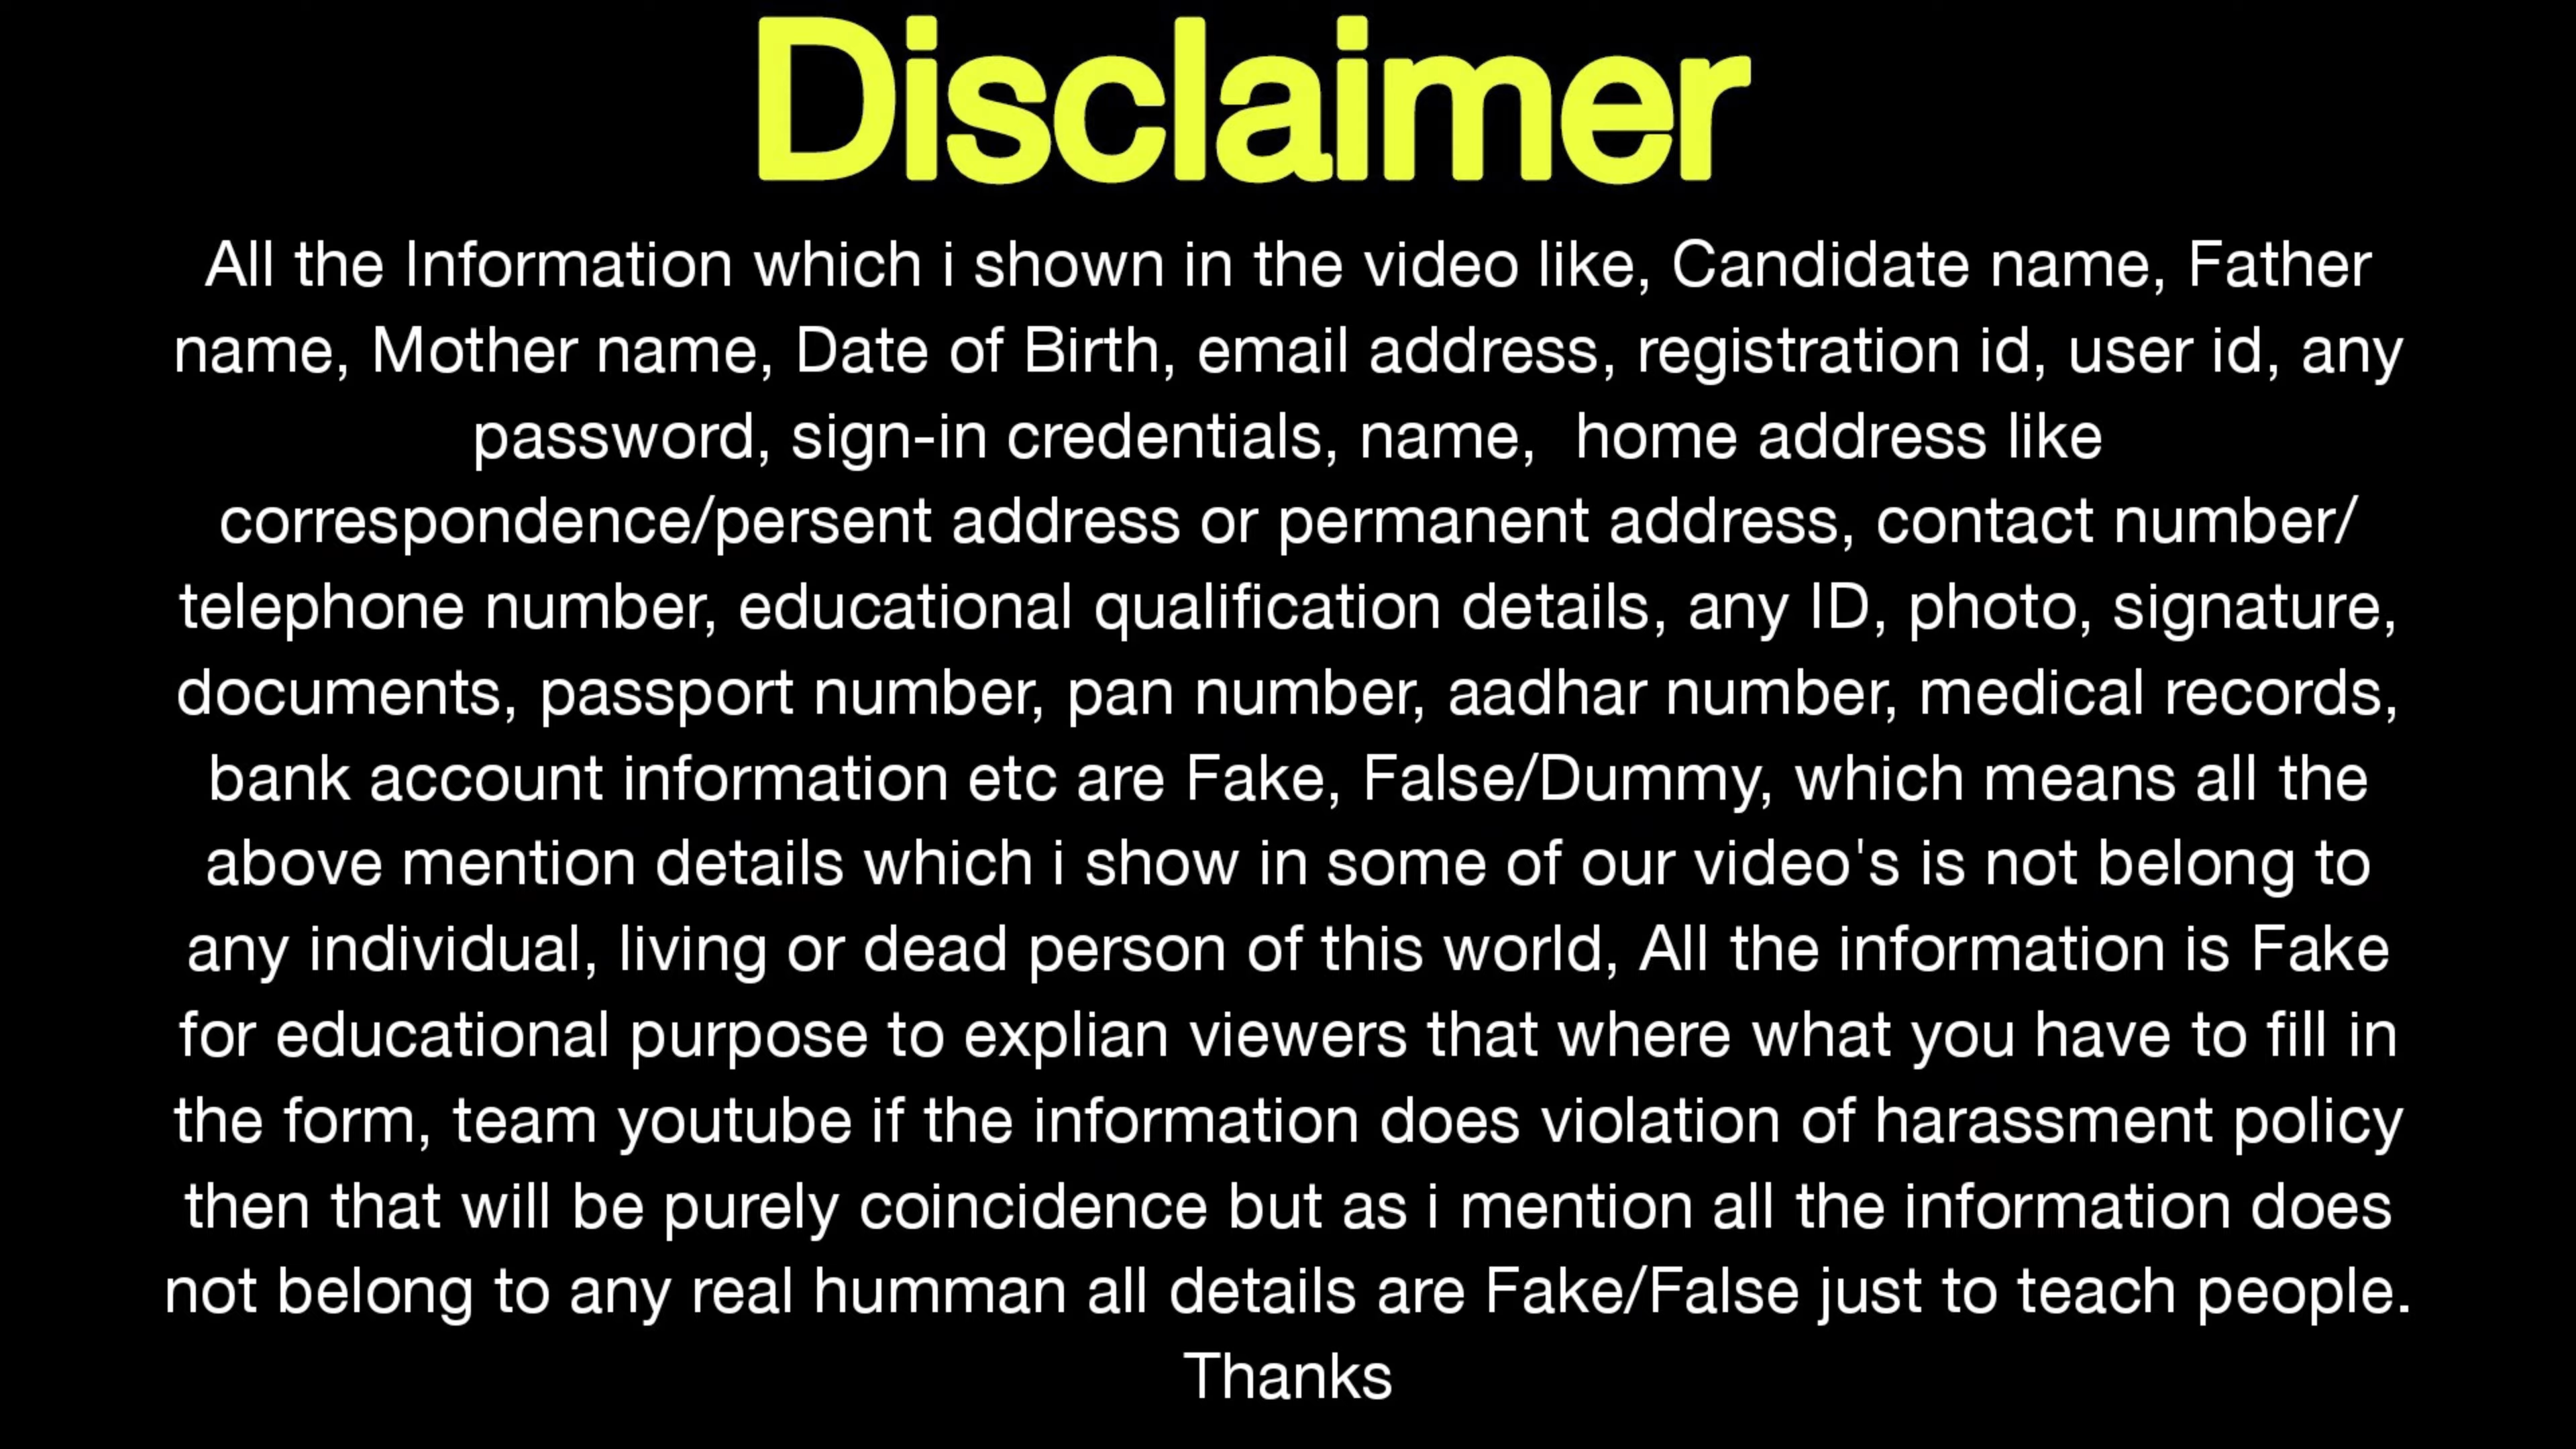 Disclaimer
All the Information which i shown in the video like, Candidate name, Father
name, Mother name, Date of Birth, email address, registration id, user id, any
password, sign-in credentials, name,  home address like
correspondence/persent address or permanent address, contact number/
telephone number, educational qualification details, any ID, photo, signature,
documents, passport number, pan number, aadhar number, medical records,
bank account information etc are Fake, False/Dummy, which means all the
above mention details which i show in some of our video's is not belong to
any individual, living or dead person of this world, All the information is Fake
for educational purpose to explian viewers that where what you have to fill in
the form, team youtube if the information does violation of harassment policy
then that will be purely coincidence but as i mention all the information does
not belong to any real humman all details are Fake/False just to teach people.
Thanks